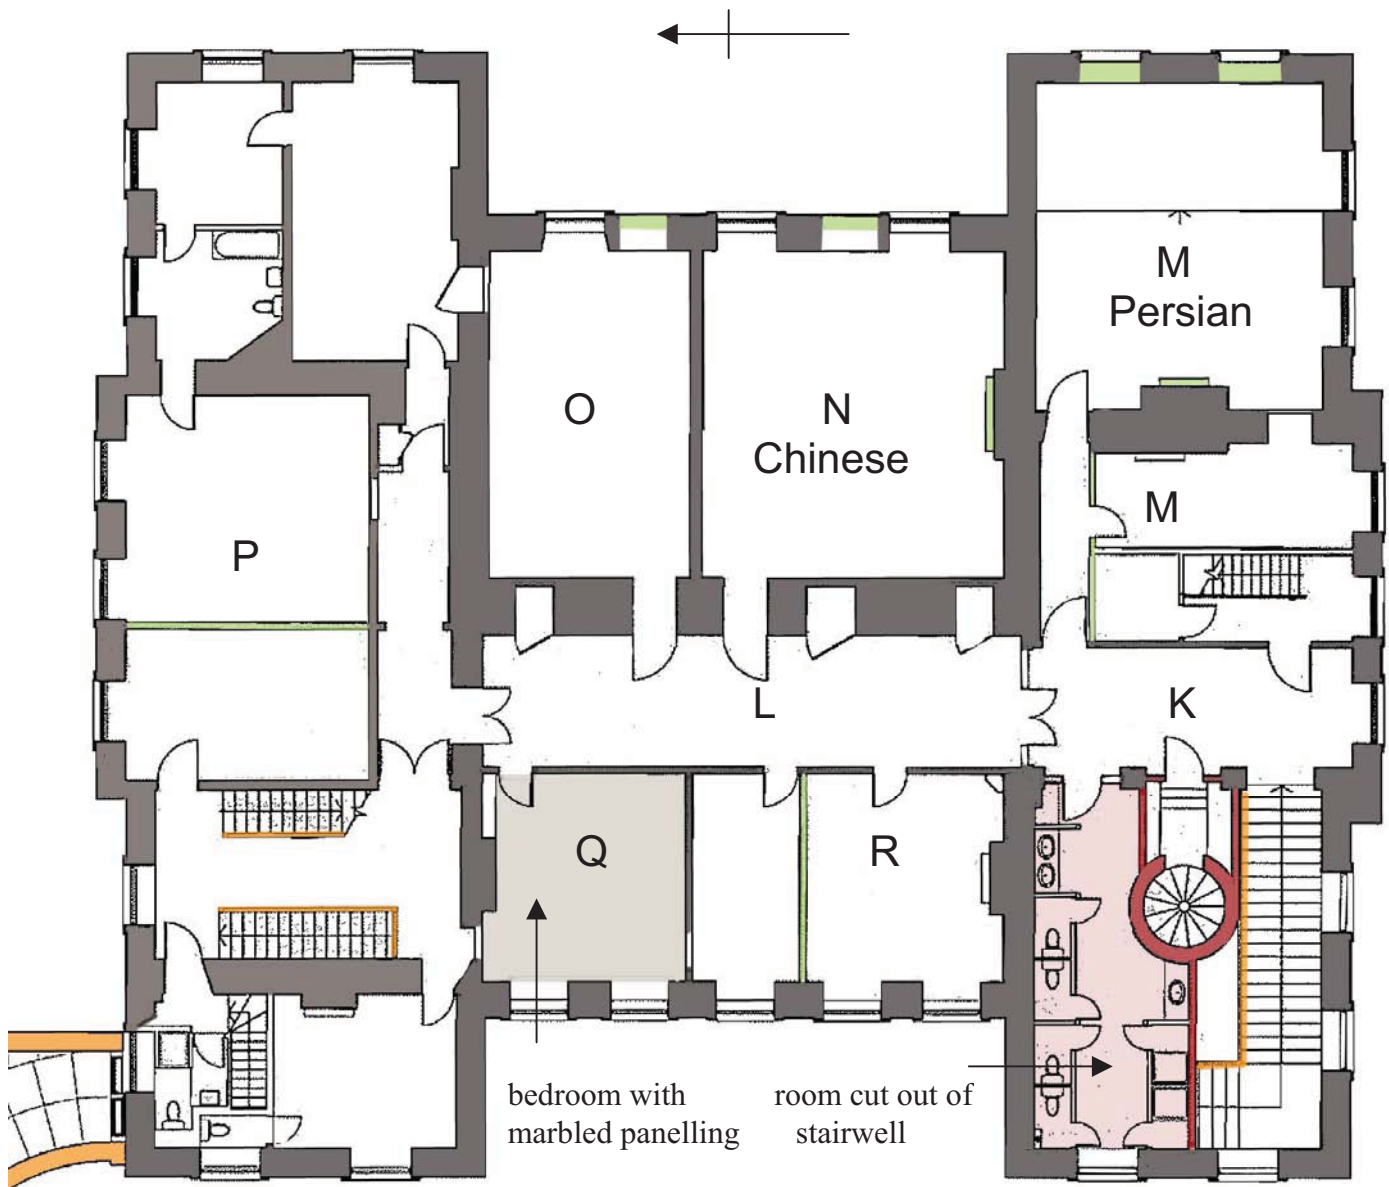 M
Persian
O
N
Chinese
M
P
L
K
Q
R
bedroom with
marbled panelling
room cut out of
stairwell